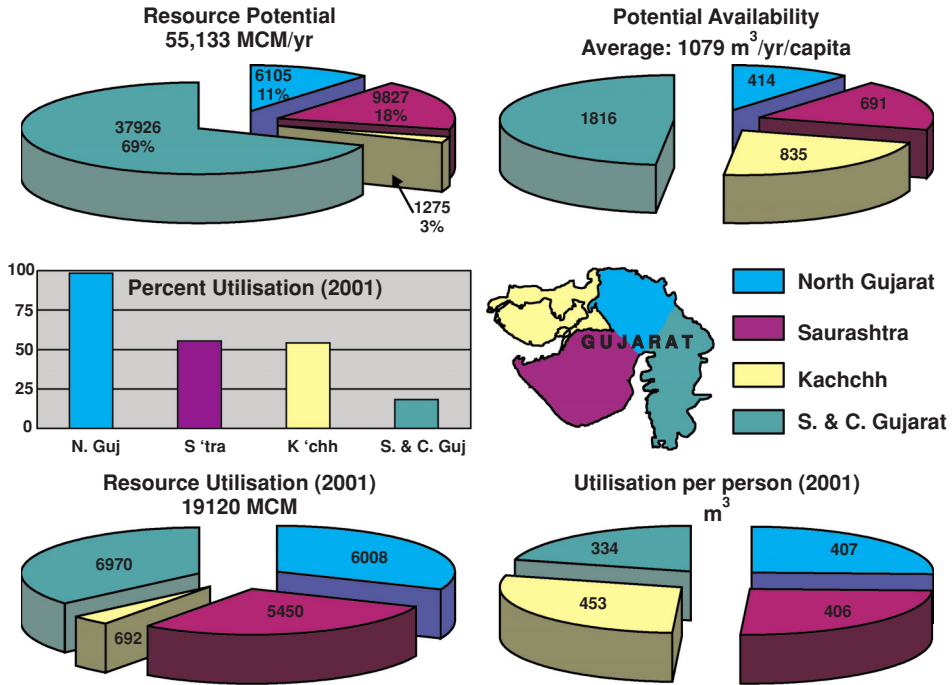 Resource Potential
55,133 MCM/yr
6105
11%
9827
18%
37926
69%
1275
3%
Potential Availability
Average: 1079 m³/yr/capita
414
691
1816
835
Percent Utilisation (2001)
100
75
50
25
0
N. Guj
S ‘tra
K ‘chh
S. & C. Guj
GUJARAT
North Gujarat
Saurashtra
Kachchh
S. & C. Gujarat
Resource Utilisation (2001)
19120 MCM
6970
6008
5450
692
Utilisation per person (2001)
m³
334
407
453
406